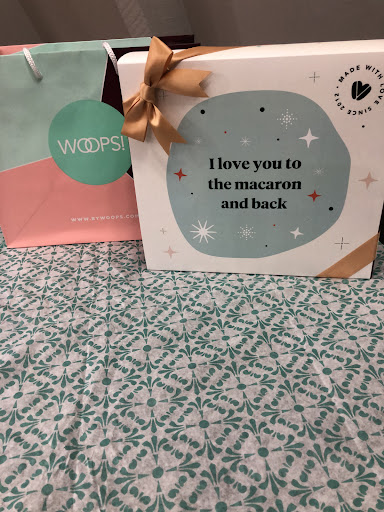 WOOPS!
WWW.BYWOOPS.COM
I love you to
the macaron
and back
MADE WITH LOVE SINCE 2012